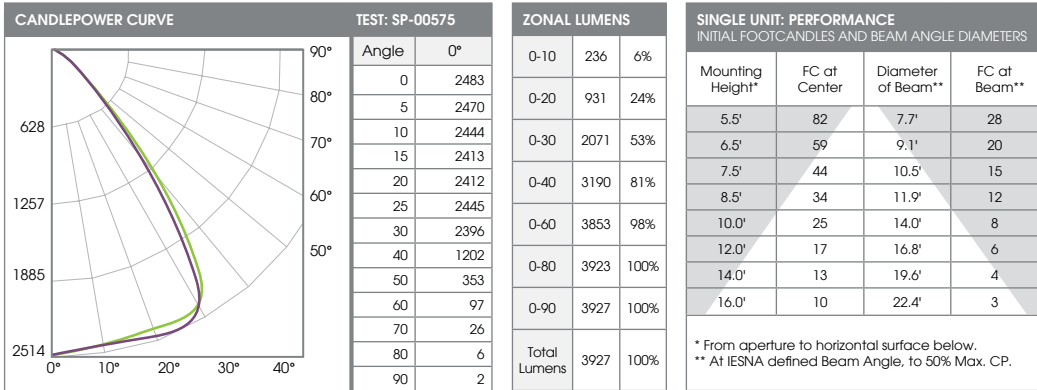 CANDLEPOWER CURVE
TEST: SP-00575
90°
80°
70°
60°
50°
628
1257
1885
2514
0° 10° 20° 30° 40°
Angle 0°
0 2483
5 2470
10 2444
15 2413
20 2412
25 2445
30 2396
40 1202
50 353
60 97
70 26
80 6
90 2
ZONAL LUMENS
0-10 236 6%
0-20 931 24%
0-30 2071 53%
0-40 3190 81%
0-60 3853 98%
0-80 3923 100%
0-90 3927 100%
Total
Lumens 3927 100%
SINGLE UNIT: PERFORMANCE
INITIAL FOOTCANDLES AND BEAM ANGLE DIAMETERS
Mounting FC at Diameter FC at
Height* Center of Beam** Beam**
5.5' 82 7.7' 28
6.5' 59 9.1' 20
7.5' 44 10.5' 15
8.5' 34 11.9' 12
10.0' 25 14.0' 8
12.0' 17 16.8' 6
14.0' 13 19.6' 4
16.0' 10 22.4' 3
* From aperture to horizontal surface below.
** At IESNA defined Beam Angle, to 50% Max. CP.